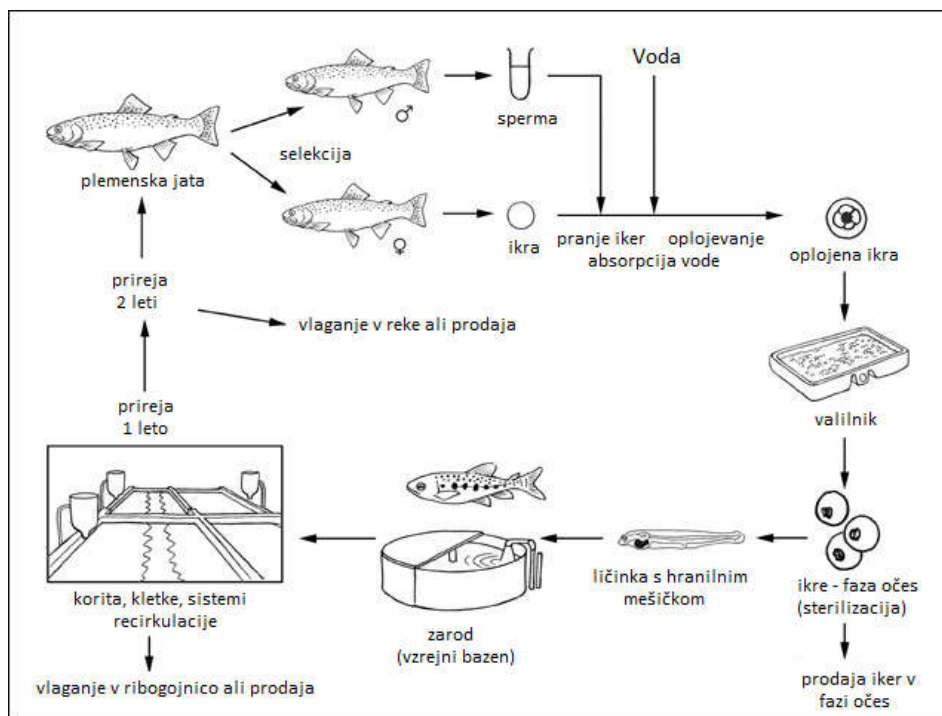 Voda
♂
sperma
plemenska jata
selekcija
♀
ikra
pranje iker oplojevanje
absorpcija vode
oplojena ikra
prireja
2 leti
vlaganje v reke ali prodaja
valilnik
prireja
1 leto
korita, kletke, sistemi
recirkulacije
zarod
(vzrejni bazen)
ličinka s hranilnim
mešičkom
ikre - faza očes
(sterilizacija)
vlaganje v ribogojnico ali prodaja
prodaja iker v
fazi očes